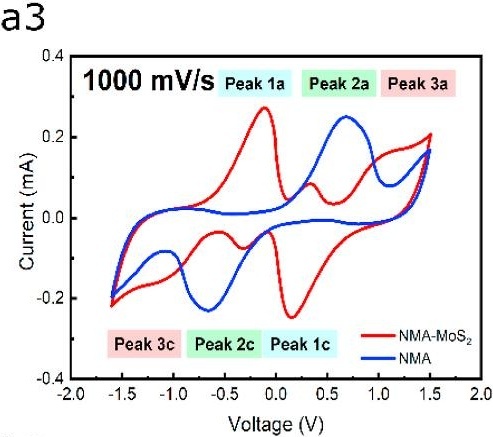 a3
1000 mV/s
Peak 1a
Peak 2a
Peak 3a
0.4
0.2
0.0
-0.2
-0.4
Current (mA)
Peak 3c
Peak 2c
Peak 1c
NMA-MoS₂
NMA
-2.0 -1.5 -1.0 -0.5 0.0 0.5 1.0 1.5 2.0
Voltage (V)